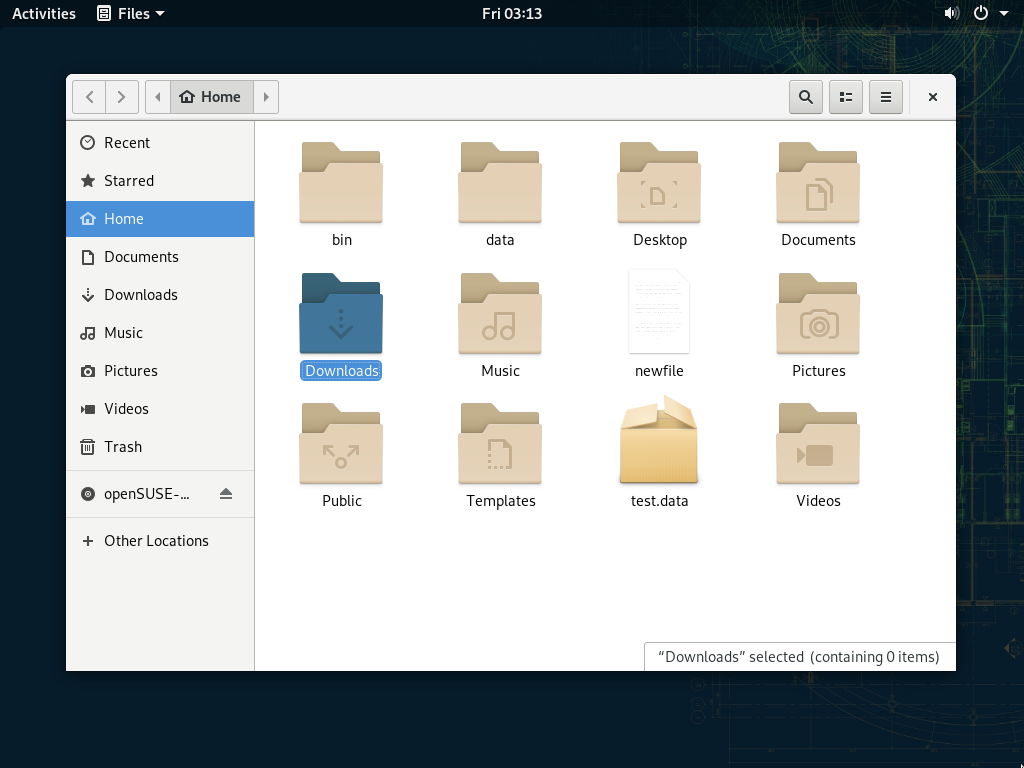 Activities Files Fri 03:13
Home
Recent
Starred
Home
Documents
Downloads
Music
Pictures
Videos
Trash
openSUSE-...
Other Locations
bin data Desktop Documents
Downloads Music newfile Pictures
Public Templates test.data Videos
“Downloads” selected (containing 0 items)